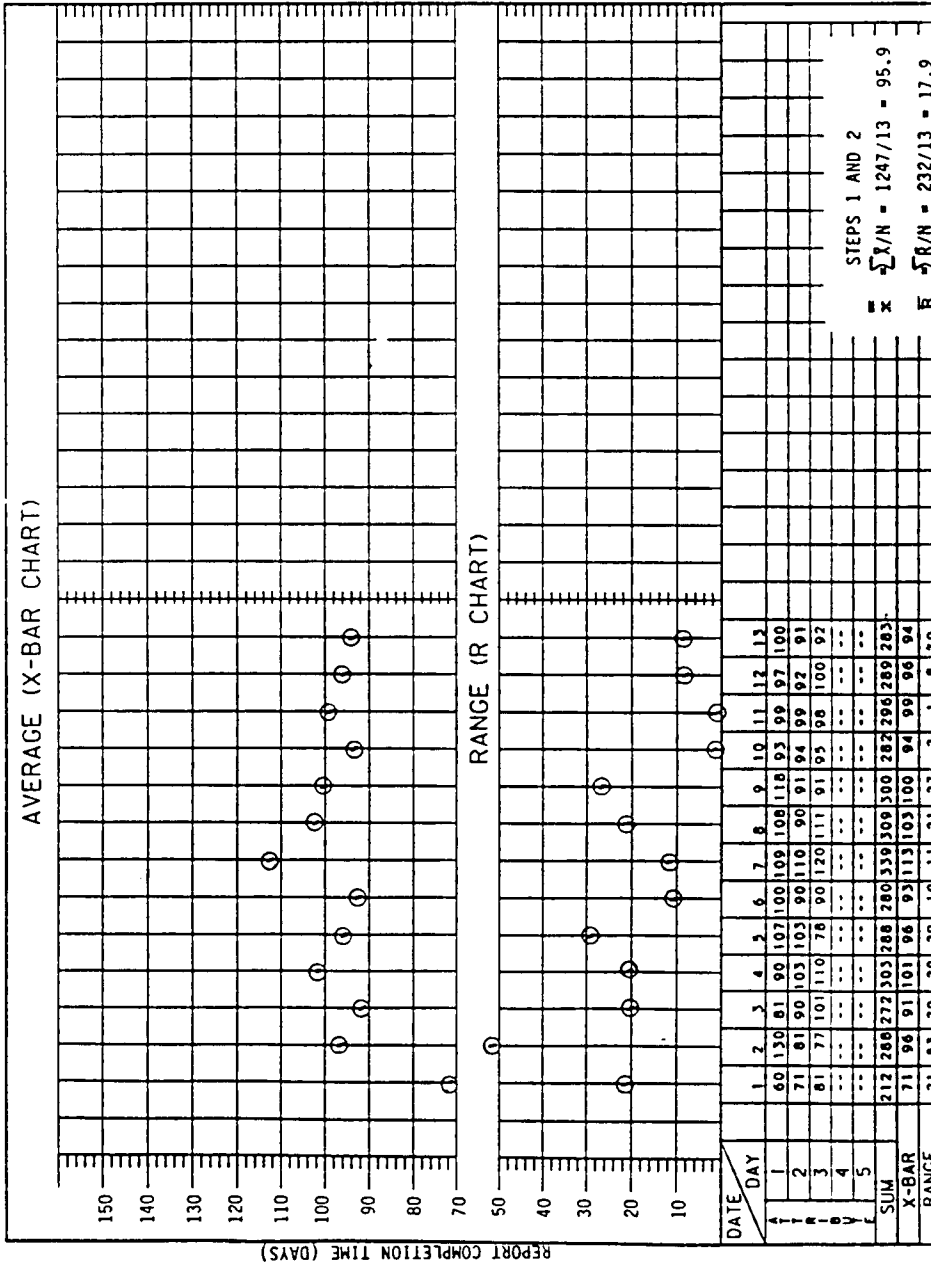 AVERAGE (X-BAR CHART)
150
140
130
120
110
100
90
80
70
REPORT COMPLETION TIME (DAYS)
RANGE (R CHART)
50
40
30
20
10
DATE DAY 1 2 3 4 5 6 7 8 9 10 11 12 13
ATTRIBUTE
1 60 130 81 90 107 100 109 108 118 93 99 97 100
2 71 81 90 103 103 90 110 90 91 94 99 92 91
3 81 77 101 110 78 90 120 111 91 95 98 100 92
4 -- -- -- -- -- -- -- -- -- -- -- -- --
5 -- -- -- -- -- -- -- -- -- -- -- -- --
SUM 212 288 272 303 288 280 339 309 300 282 296 289 283
X-BAR 71 96 91 101 96 93 113 103 100 94 99 96 94
RANGE
STEPS 1 AND 2
x̿ = ∑X̄/N = 1247/13 = 95.9
R̄ = ∑R/N = 232/13 = 17.9